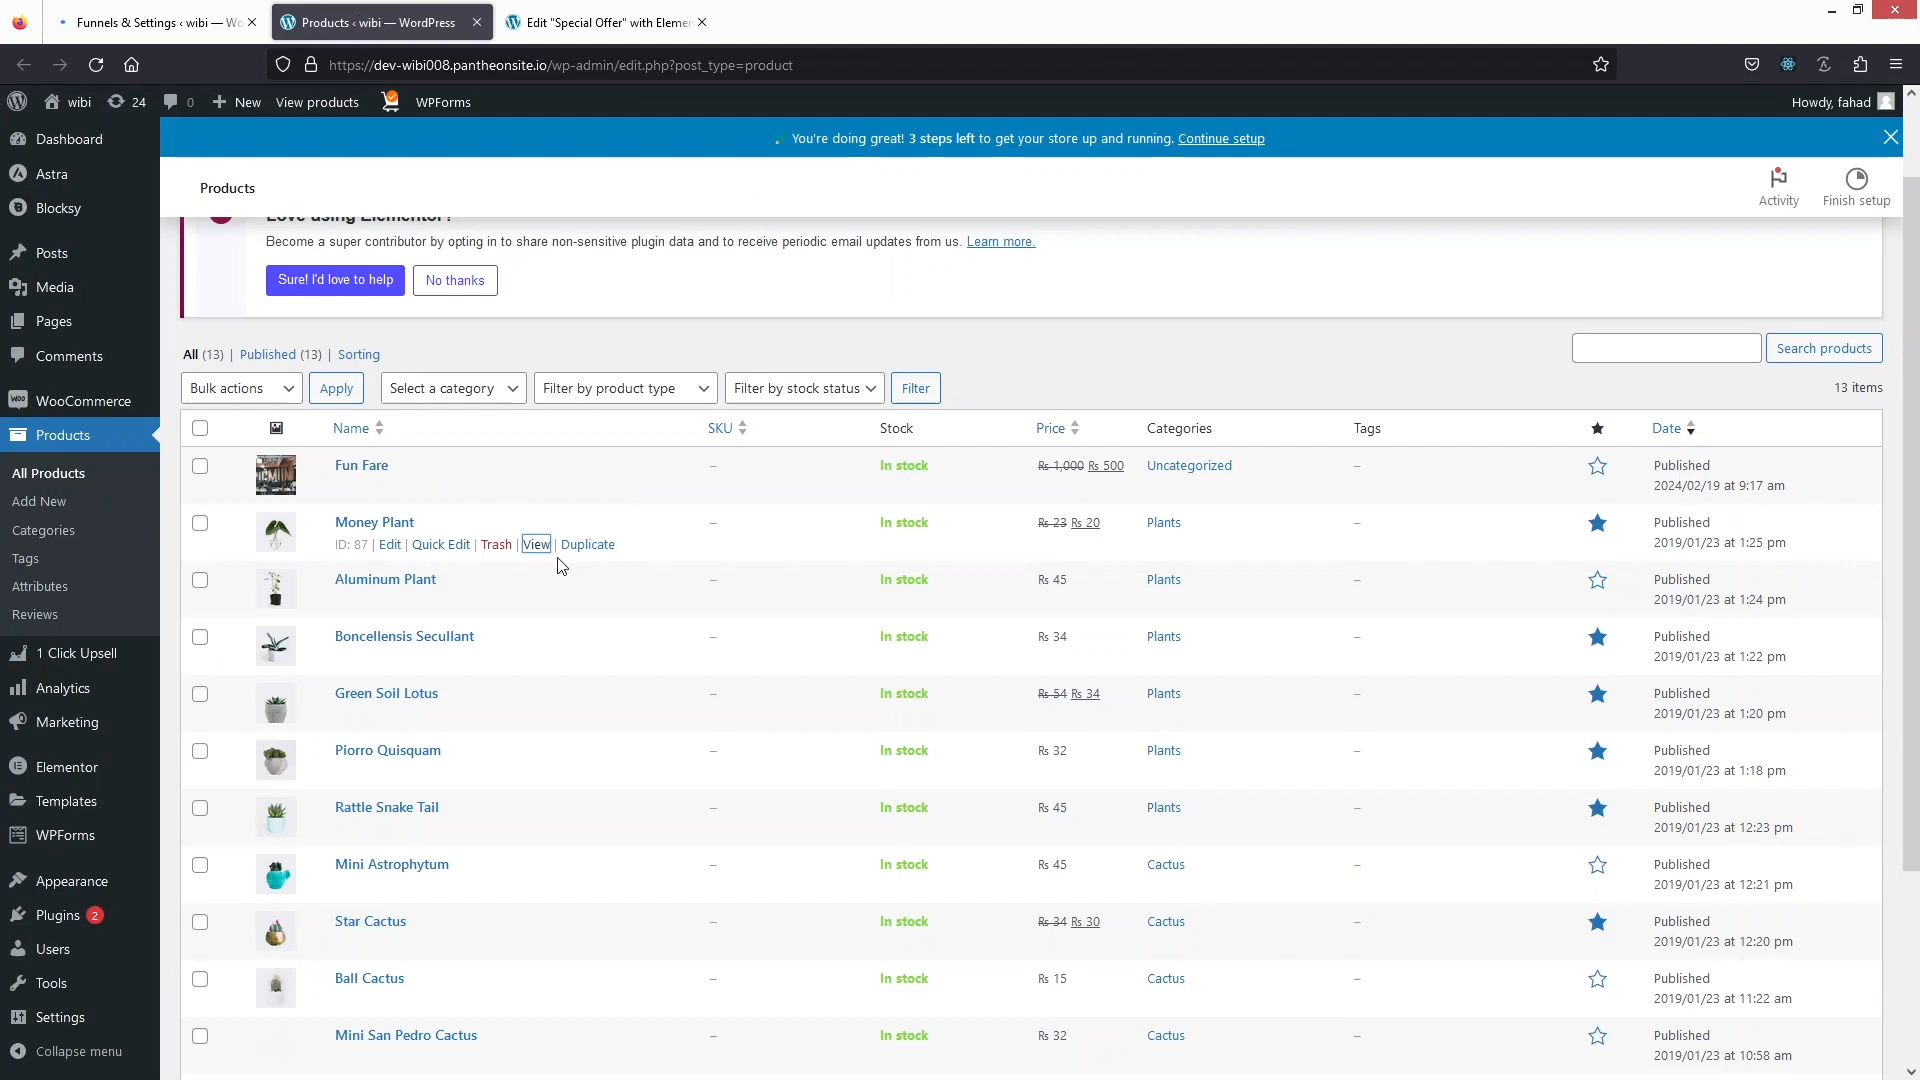 Funnels & Settings ‹ wibi — Wo
Products ‹ wibi — WordPress
Edit "Special Offer" with Elemen
https://dev-wibi008.pantheonsite.io/wp-admin/edit.php?post_type=product
wibi
24
0
New
View products
WPForms
Howdy, fahad
Dashboard
Astra
Blocksy
Posts
Media
Pages
Comments
WooCommerce
Products
All Products
Add New
Categories
Tags
Attributes
Reviews
1 Click Upsell
Analytics
Marketing
Elementor
Templates
WPForms
Appearance
Plugins 2
Users
Tools
Settings
Collapse menu
You're doing great! 3 steps left to get your store up and running. Continue setup
Products
Activity
Finish setup
Love using Elementor?
Become a super contributor by opting in to share non-sensitive plugin data and to receive periodic email updates from us. Learn more.
Sure! I'd love to help
No thanks
All (13) | Published (13) | Sorting
Search products
Bulk actions
Apply
Select a category
Filter by product type
Filter by stock status
Filter
13 items
Name SKU Stock Price Categories Tags Date
Fun Fare – In stock Rs 1,000 Rs 500 Uncategorized – Published
2024/02/19 at 9:17 am
Money Plant – In stock Rs 23 Rs 20 Plants – Published
ID: 87 | Edit | Quick Edit | Trash | View | Duplicate 2019/01/23 at 1:25 pm
Aluminum Plant – In stock Rs 45 Plants – Published
2019/01/23 at 1:24 pm
Boncellensis Secullant – In stock Rs 34 Plants – Published
2019/01/23 at 1:22 pm
Green Soil Lotus – In stock Rs 54 Rs 34 Plants – Published
2019/01/23 at 1:20 pm
Piorro Quisquam – In stock Rs 32 Plants – Published
2019/01/23 at 1:18 pm
Rattle Snake Tail – In stock Rs 45 Plants – Published
2019/01/23 at 12:23 pm
Mini Astrophytum – In stock Rs 45 Cactus – Published
2019/01/23 at 12:21 pm
Star Cactus – In stock Rs 34 Rs 30 Cactus – Published
2019/01/23 at 12:20 pm
Ball Cactus – In stock Rs 15 Cactus – Published
2019/01/23 at 11:22 am
Mini San Pedro Cactus – In stock Rs 32 Cactus – Published
2019/01/23 at 10:58 am